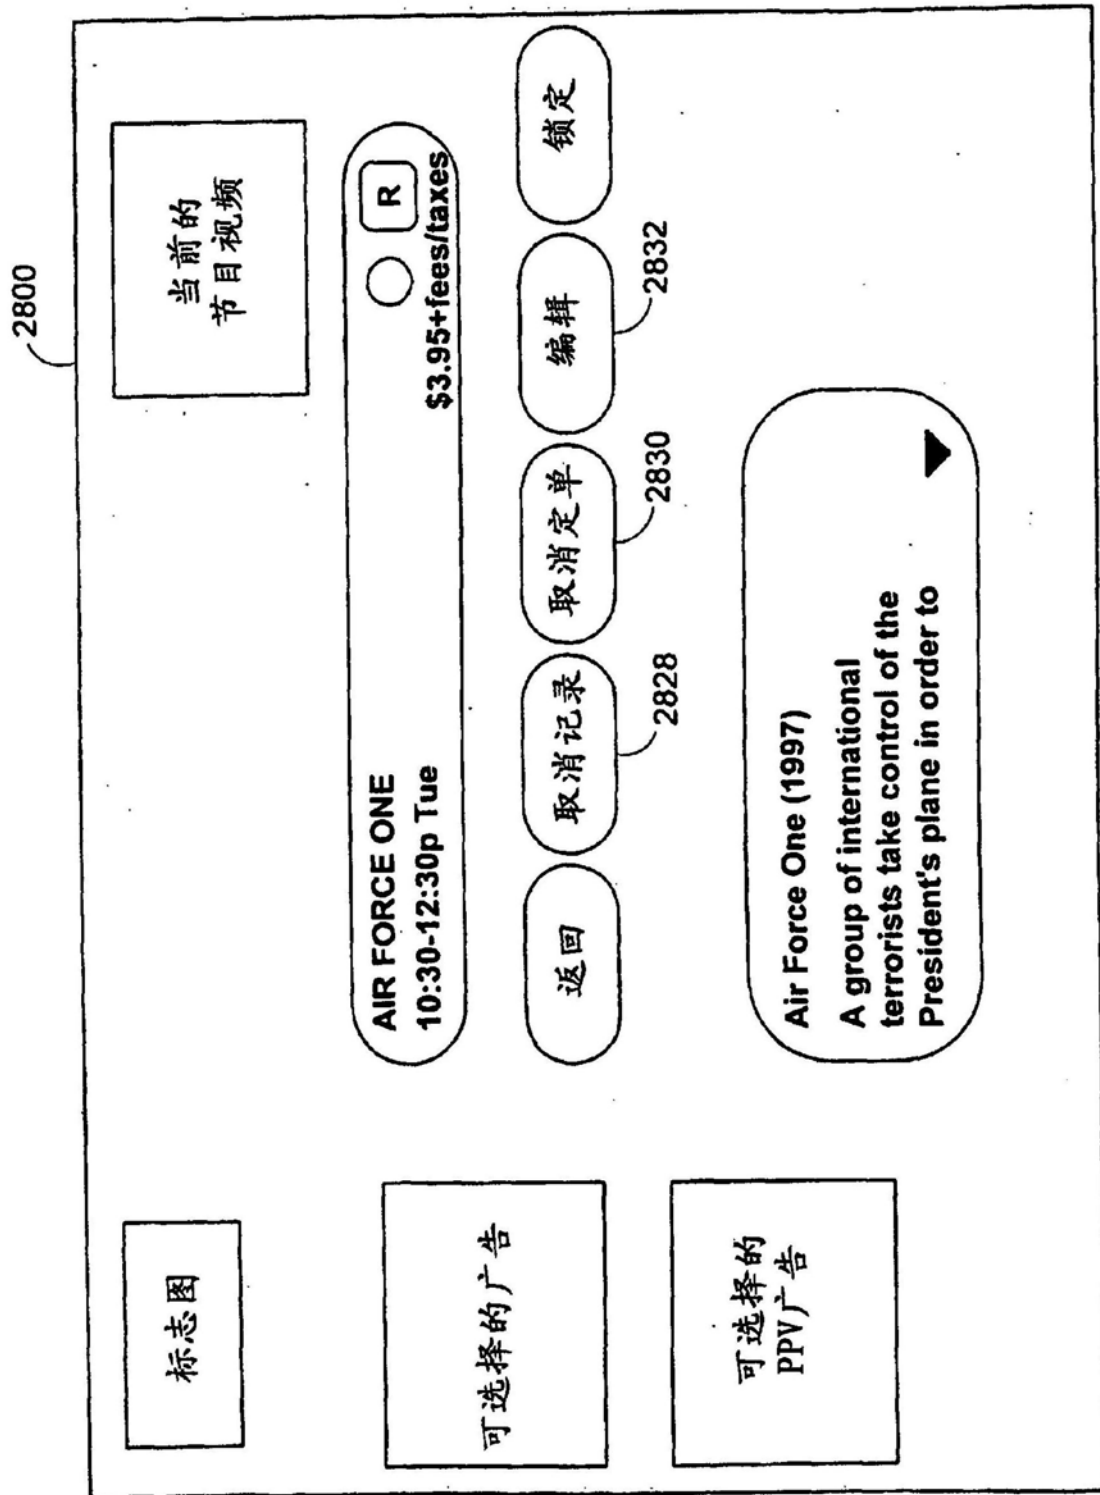 2800
标志图
当前的
节目视频
AIR FORCE ONE
10:30-12:30p Tue
R
$3.95+fees/taxes
返回
取消记录
取消定单
编辑
锁定
2828
2830
2832
可选择的广告
可选择的
PPV广告
Air Force One (1997)
A group of international
terrorists take control of the
President's plane in order to